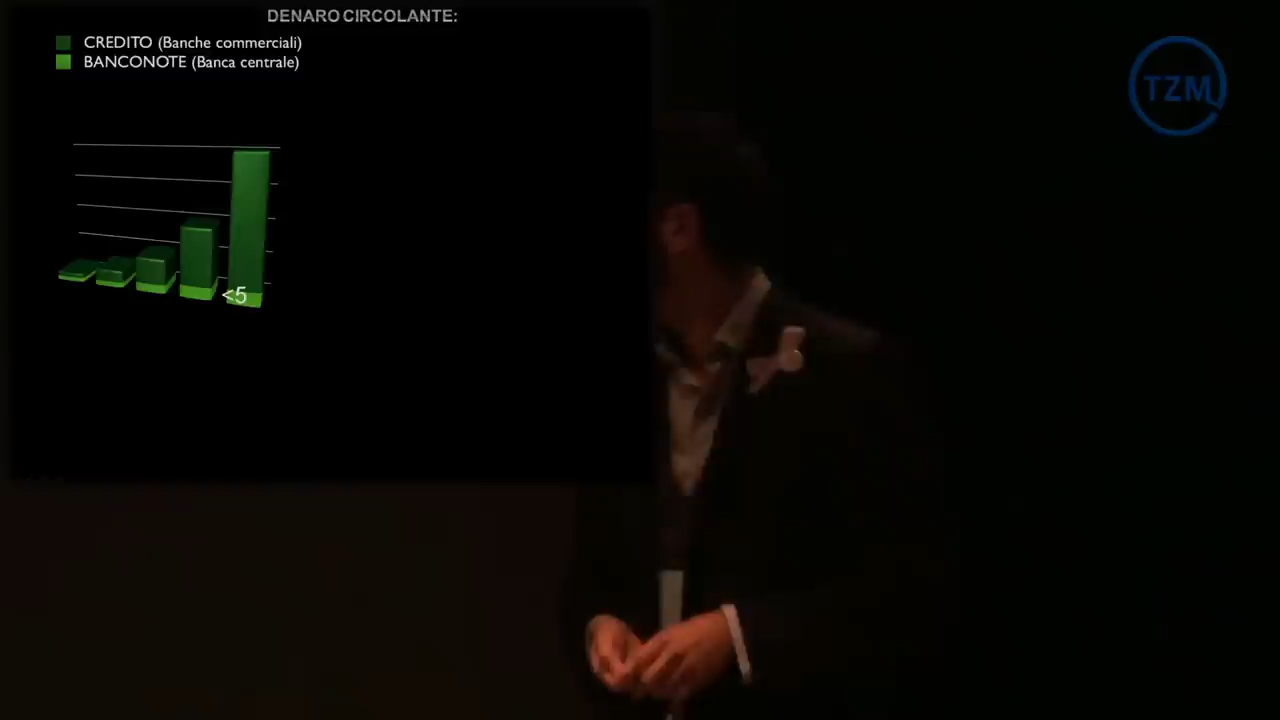 DENARO CIRCOLANTE:
CREDITO (Banche commerciali)
BANCONOTE (Banca centrale)
TZM
<5